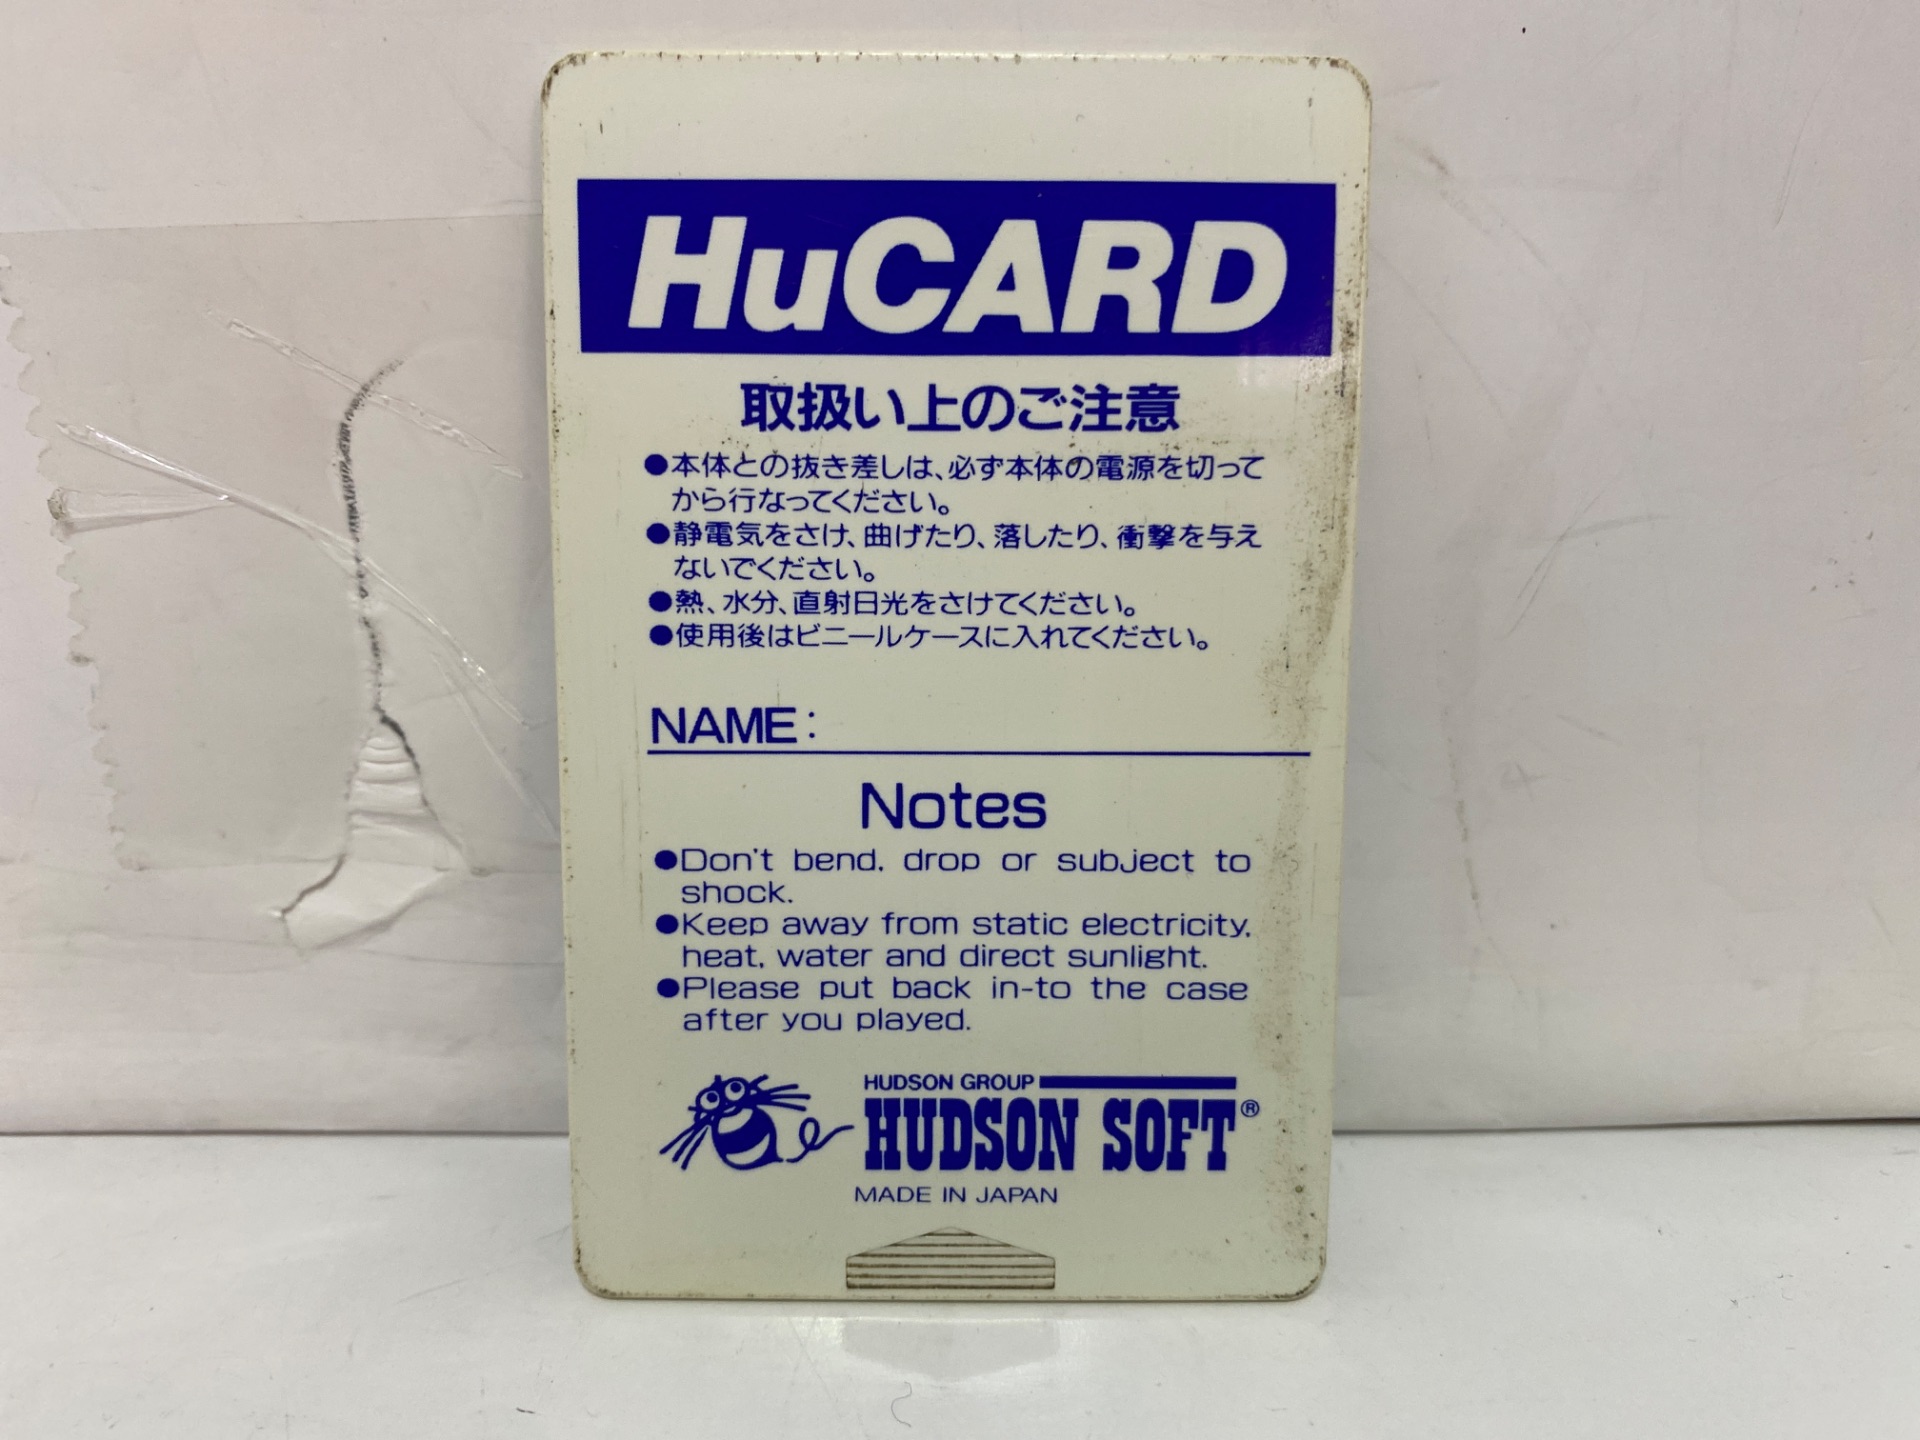 HuCARD
取扱い上のご注意
●本体との抜き差しは、必ず本体の電源を切って
から行なってください。
●静電気をさけ、曲げたり、落したり、衝撃を与え
ないでください。
●熱、水分、直射日光をさけてください。
●使用後はビニールケースに入れてください。
NAME:
Notes
●Don't bend, drop or subject to
shock.
●Keep away from static electricity,
heat, water and direct sunlight.
●Please put back in-to the case
after you played.
HUDSON GROUP
HUDSON SOFT®
MADE IN JAPAN